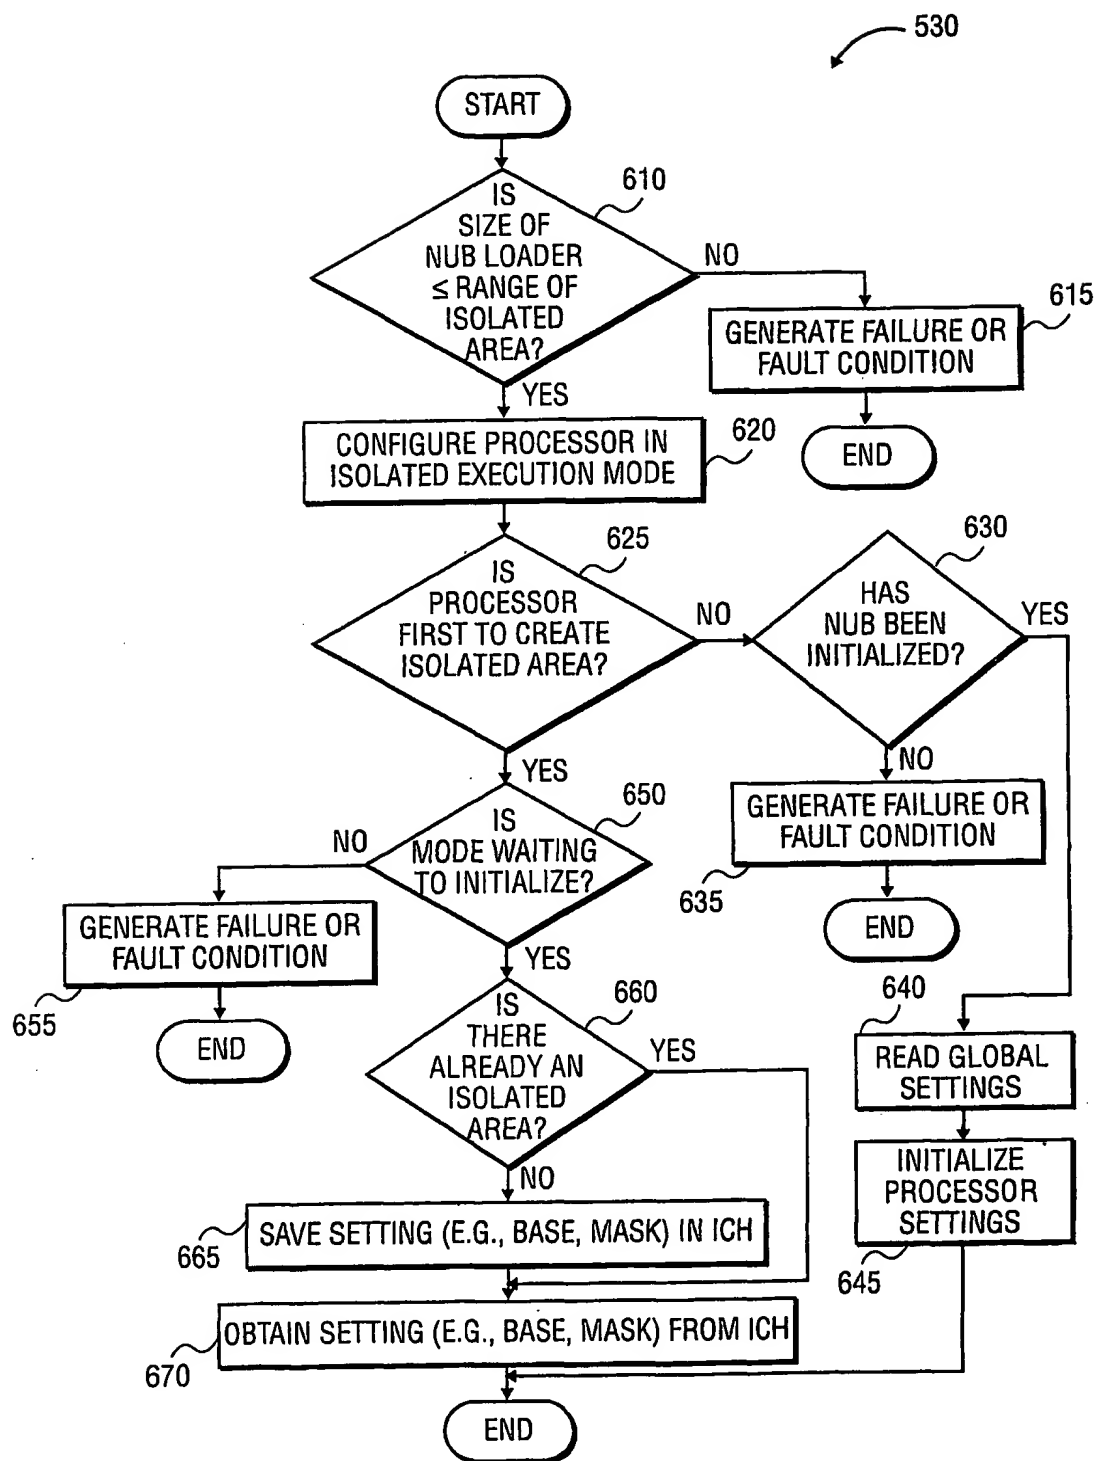 530
START
610
IS
SIZE OF
NUB LOADER
≤ RANGE OF
ISOLATED
AREA?
NO
615
GENERATE FAILURE OR
FAULT CONDITION
END
YES
620
CONFIGURE PROCESSOR IN
ISOLATED EXECUTION MODE
625
IS
PROCESSOR
FIRST TO CREATE
ISOLATED AREA?
NO
630
HAS
NUB BEEN
INITIALIZED?
YES
NO
GENERATE FAILURE OR
FAULT CONDITION
635
END
YES
650
IS
MODE WAITING
TO INITIALIZE?
NO
GENERATE FAILURE OR
FAULT CONDITION
655
END
YES
660
IS
THERE
ALREADY AN
ISOLATED
AREA?
YES
640
READ GLOBAL
SETTINGS
INITIALIZE
PROCESSOR
SETTINGS
645
NO
SAVE SETTING (E.G., BASE, MASK) IN ICH
665
OBTAIN SETTING (E.G., BASE, MASK) FROM ICH
670
END